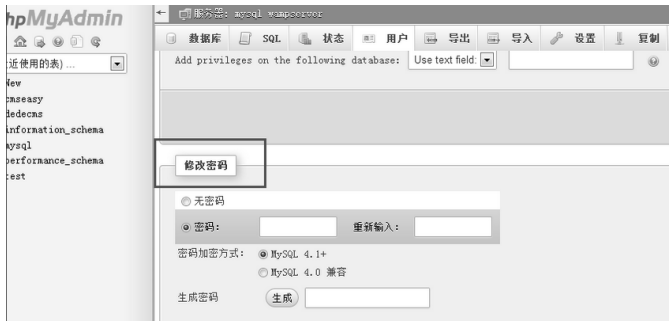 hpMyAdmin
近使用的表) ...
New
cmseasy
dedecms
information_schema
mysql
performance_schema
test
服务器: mysql wampserver
数据库 SQL 状态 用户 导出 导入 设置 复制
Add privileges on the following database: Use text field:
修改密码
无密码
密码: 重新输入:
密码加密方式: MySQL 4.1+
MySQL 4.0 兼容
生成密码 生成